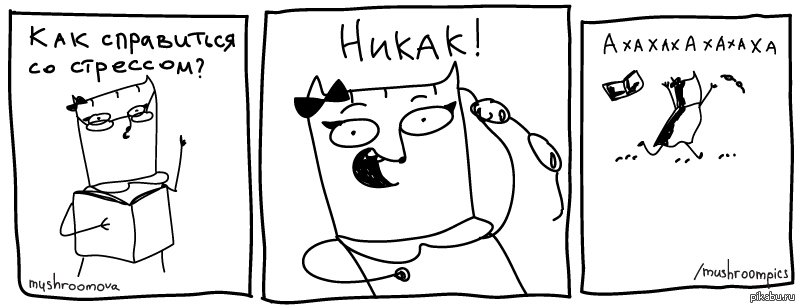 Как справиться
со стрессом?
myshroomova
Никак!
АхАхАхАхАхАхА
/mushroompics
pikabu.ru